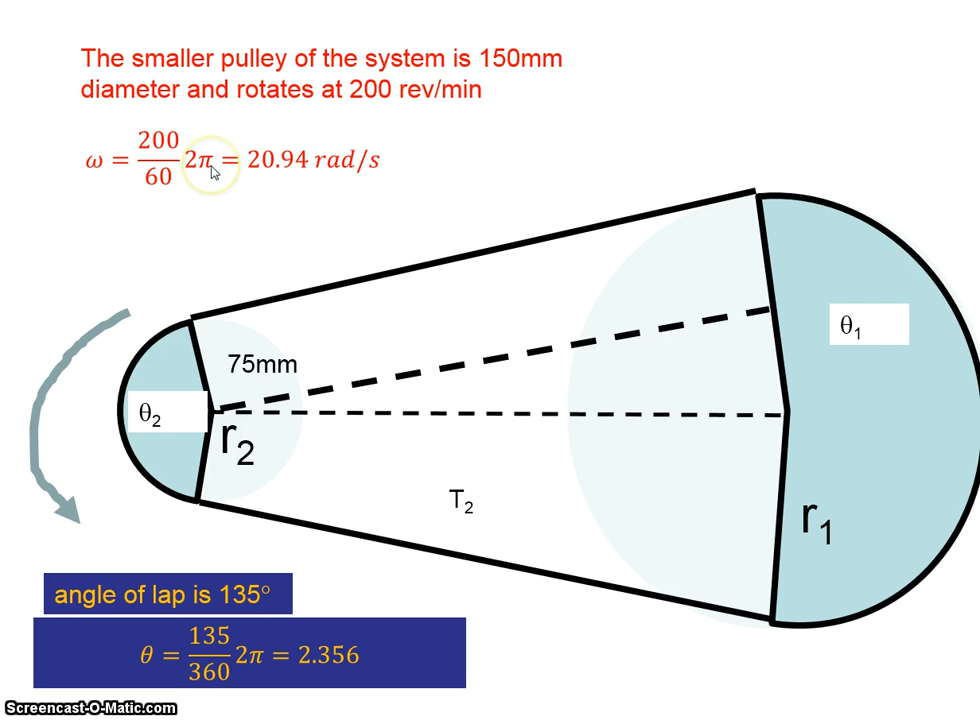 The smaller pulley of the system is 150mm
diameter and rotates at 200 rev/min
ω = 200/60 2π = 20.94 rad/s
θ₁
75mm
θ₂
r₂
T₂
r₁
angle of lap is 135°
θ = 135/360 2π = 2.356
Screencast-O-Matic.com